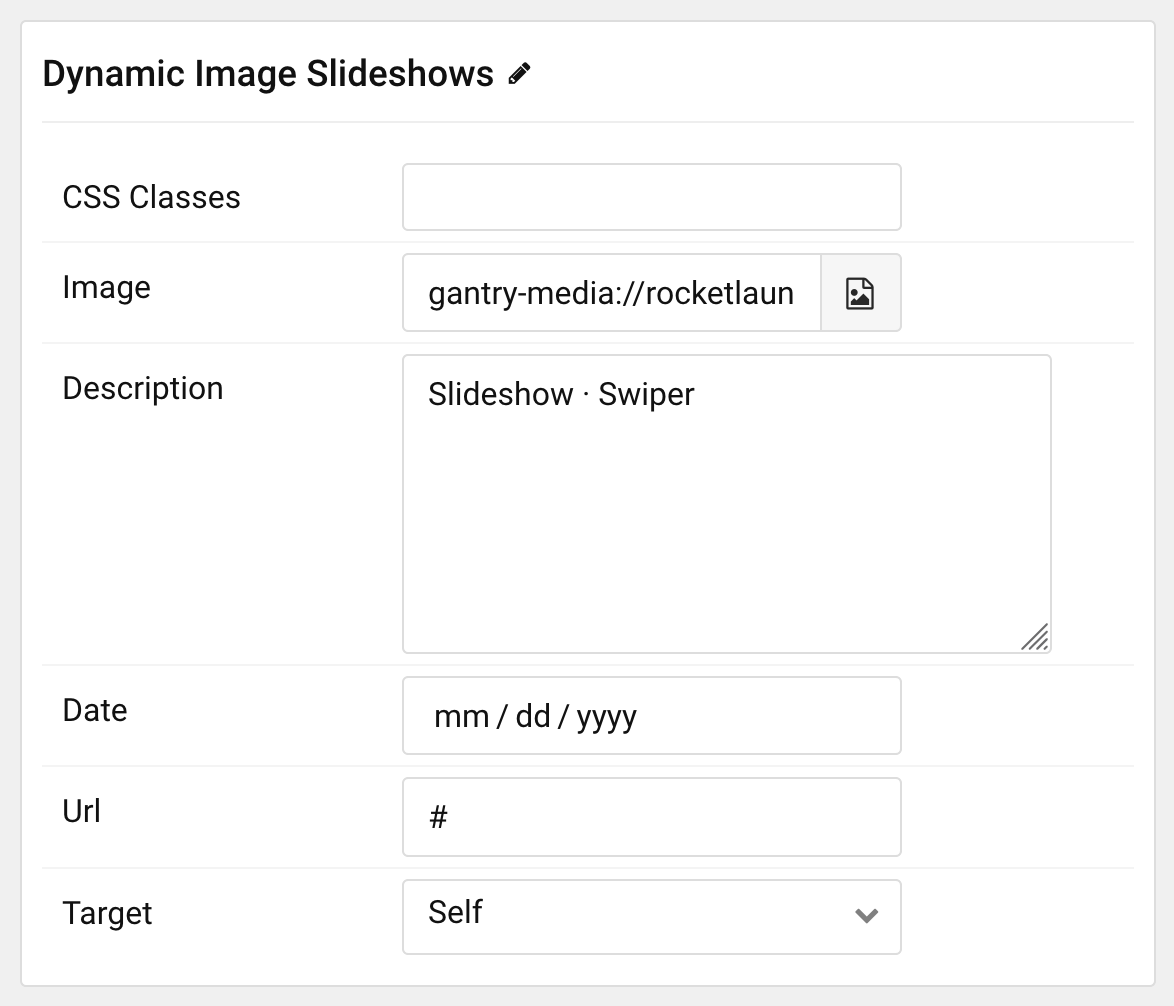 Dynamic Image Slideshows
CSS Classes
Image gantry-media://rocketlaun
Description Slideshow · Swiper
Date mm / dd / yyyy
Url #
Target Self